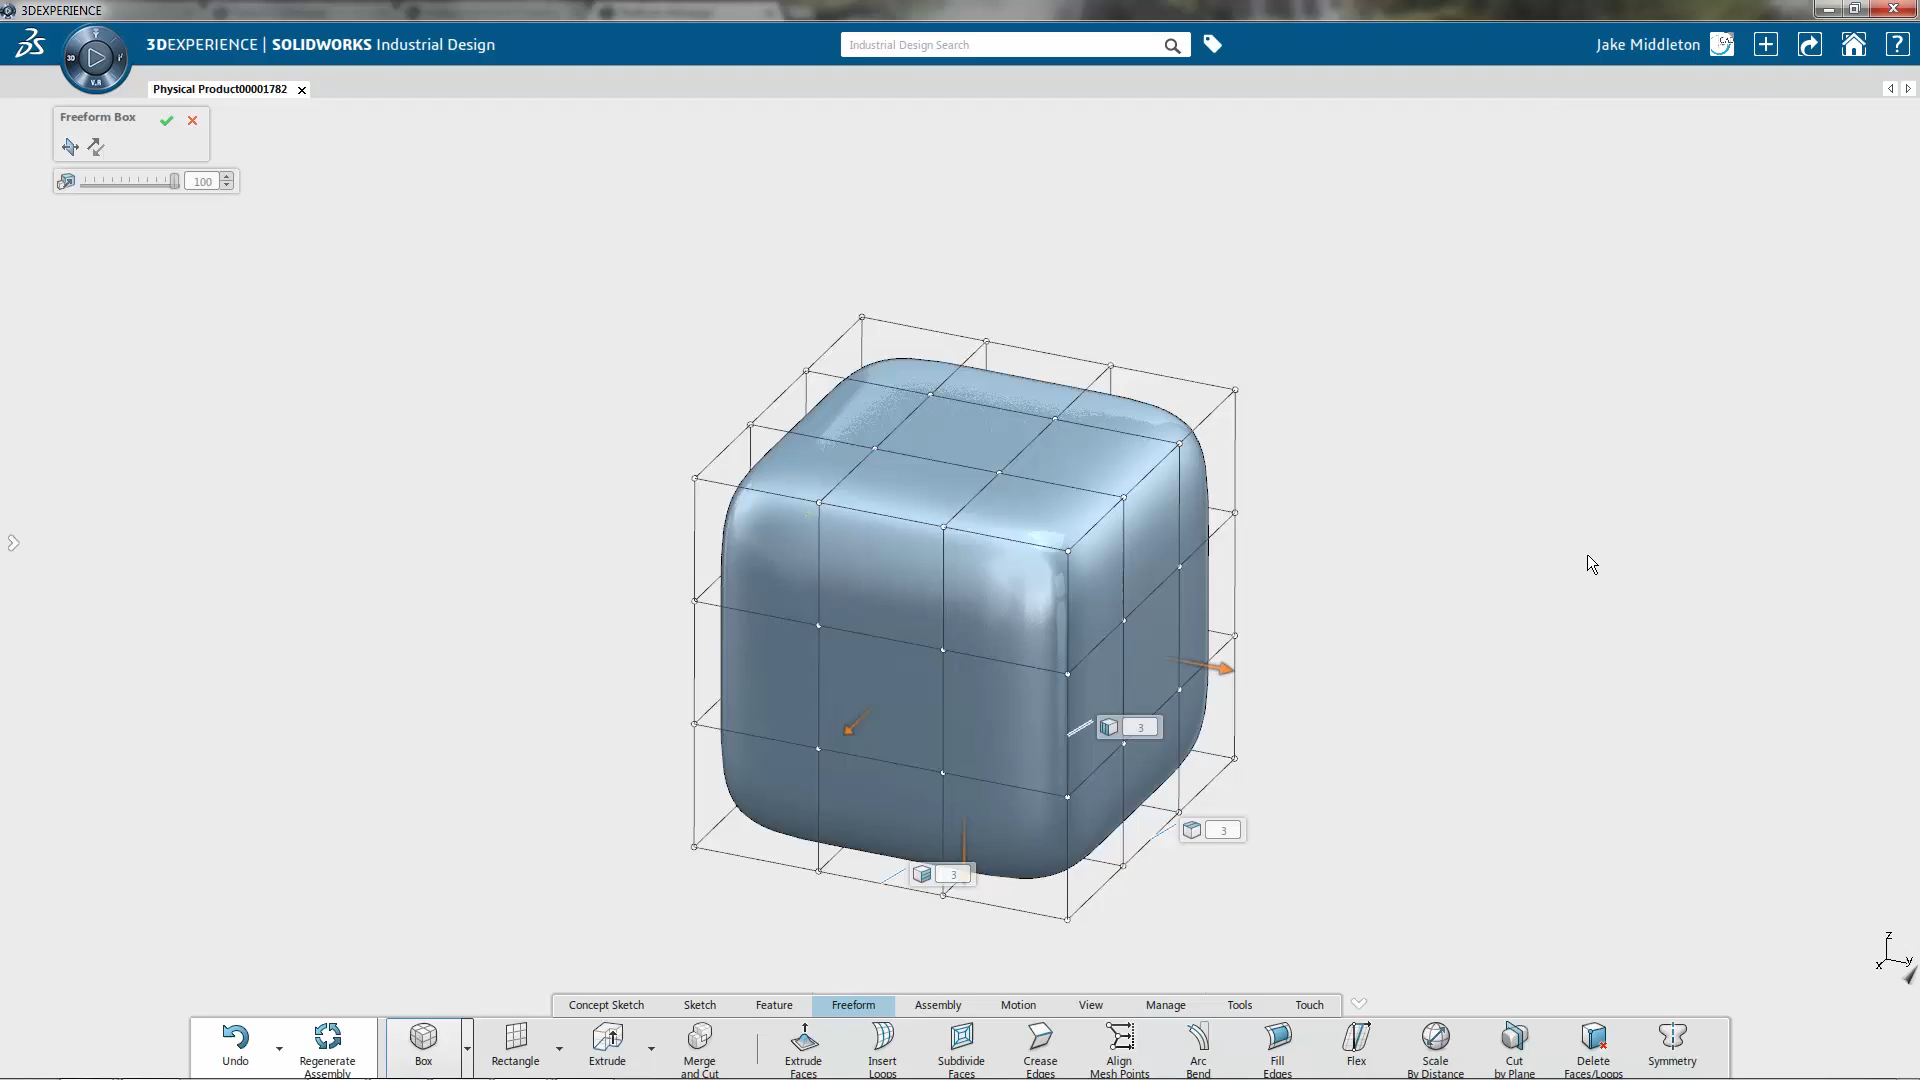 3DEXPERIENCE
3DEXPERIENCE | SOLIDWORKS Industrial Design
Industrial Design Search
Jake Middleton
3D
V.R
Physical Product00001782
Freeform Box
100
3
3
3
z
x
y
Concept Sketch
Sketch
Feature
Freeform
Assembly
Motion
View
Manage
Tools
Touch
Undo
Regenerate
Assembly
Box
Rectangle
Extrude
Merge
and Cut
Extrude
Faces
Insert
Loops
Subdivide
Faces
Crease
Edges
Align
Mesh Points
Arc
Bend
Fill
Edges
Flex
Scale
By Distance
Cut
by Plane
Delete
Faces/Loops
Symmetry